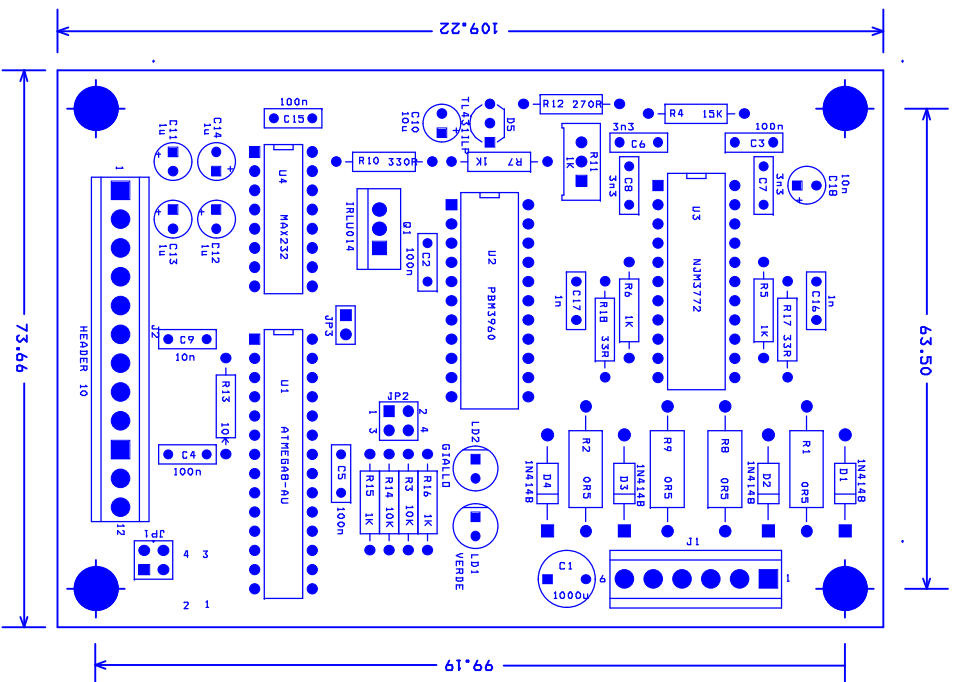 109.22
100n
C15
C11
1u
C14
1u
C10
10u
TL431ILP
D5
R12 270R
R4 15K
3n3
C6
100n
C3
R11
1K
R10 330R
1K R7
C8
3n3
C7
3n3
C18
10n
1
U4
MAX232
IRLU014
Q1
C13
1u
C12
1u
100n
C2
U2
PBM3960
U3
NJM3772
C17
1n
R18
33R
R6
1K
R5
1K
R17
33R
C16
1n
73.66
63.50
HEADER 10
J2
C9
10n
JP3
R13
10K
U1
ATMEGA8-AU
JP2
1
2
3
4
C4
100n
C5
100n
R15
1K
R14
10K
R3
10K
R16
1K
LD2
GIALLO
LD1
VERDE
R2
0R5
R9
0R5
R8
0R5
R1
0R5
1N4148
D4
D3
1N4148
1N4148
D2
D1
1N4148
12
JP1
4 3
2 1
C1
1000u
J1
6
1
99.19